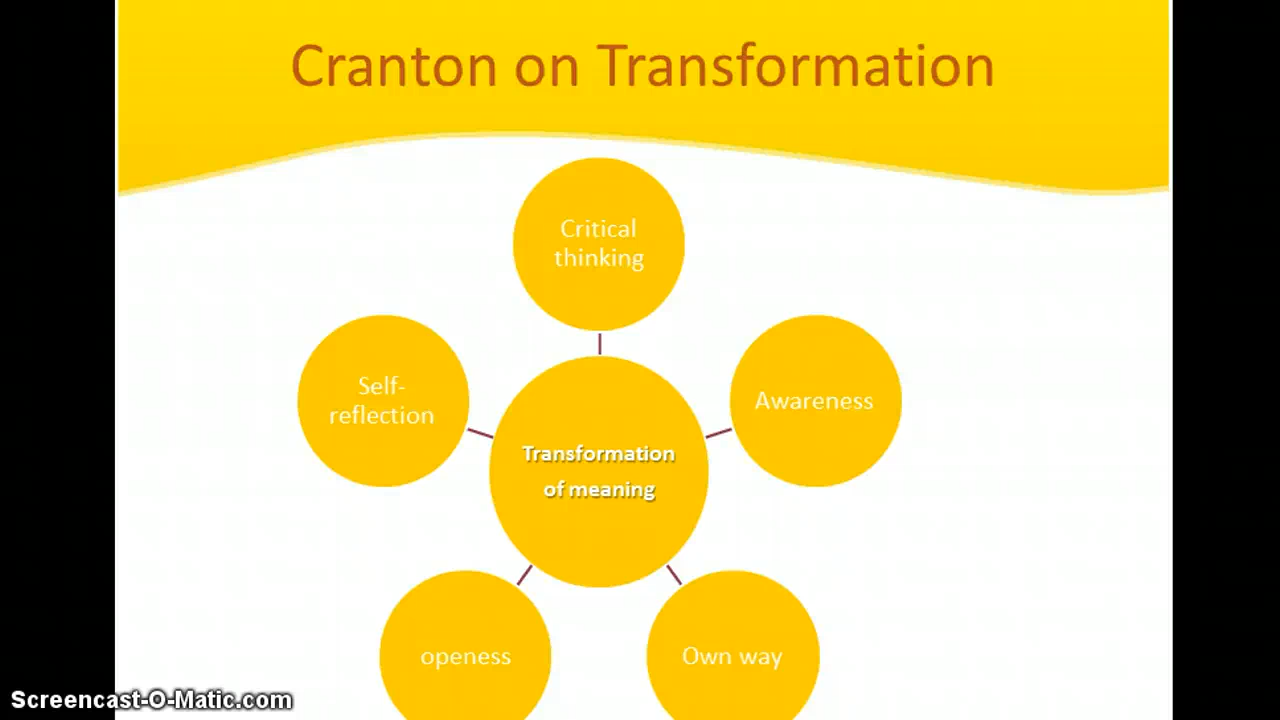 Cranton on Transformation
Critical
thinking
Self-
reflection
Awareness
Transformation
of meaning
openess
Own way
Screencast-O-Matic.com